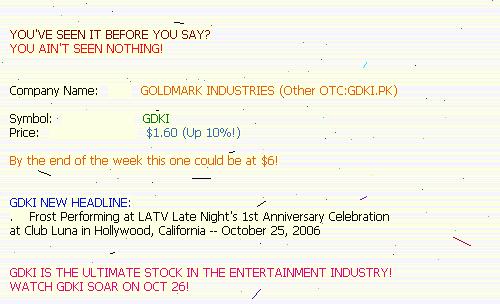 YOU'VE SEEN IT BEFORE YOU SAY?
YOU AIN'T SEEN NOTHING!
Company Name: GOLDMARK INDUSTRIES (Other OTC:GDKI.PK)
Symbol: GDKI
Price: $1.60 (Up 10%!)
By the end of the week this one could be at $6!
GDKI NEW HEADLINE:
. Frost Performing at LATV Late Night's 1st Anniversary Celebration
at Club Luna in Hollywood, California -- October 25, 2006
GDKI IS THE ULTIMATE STOCK IN THE ENTERTAINMENT INDUSTRY!
WATCH GDKI SOAR ON OCT 26!